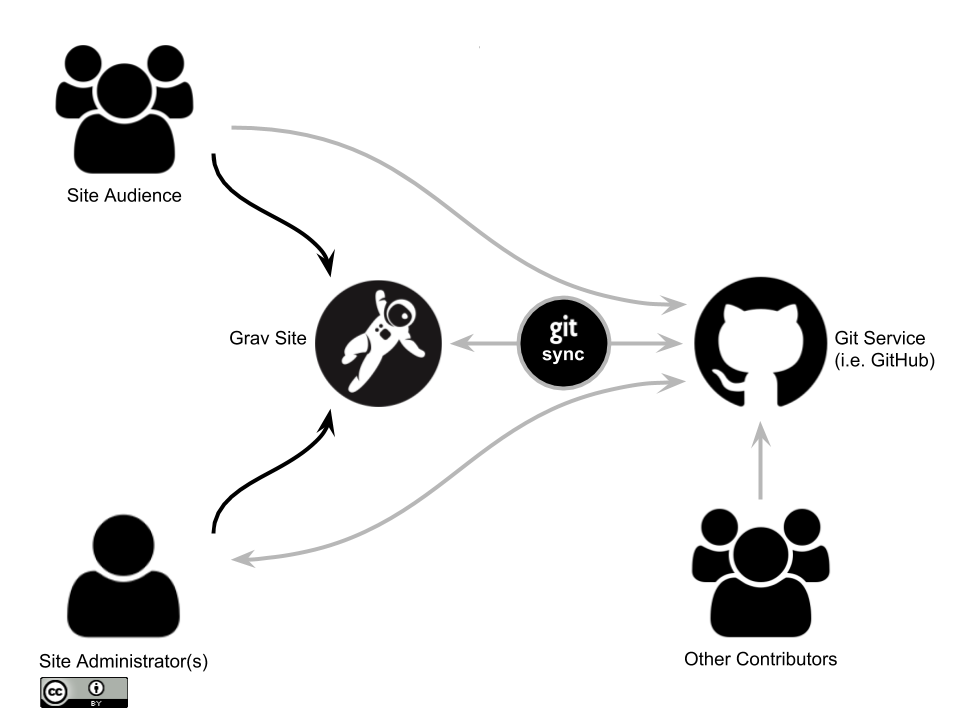 Site Audience
Grav Site
git
sync
Git Service
(i.e. GitHub)
Site Administrator(s)
Other Contributors
cc
BY